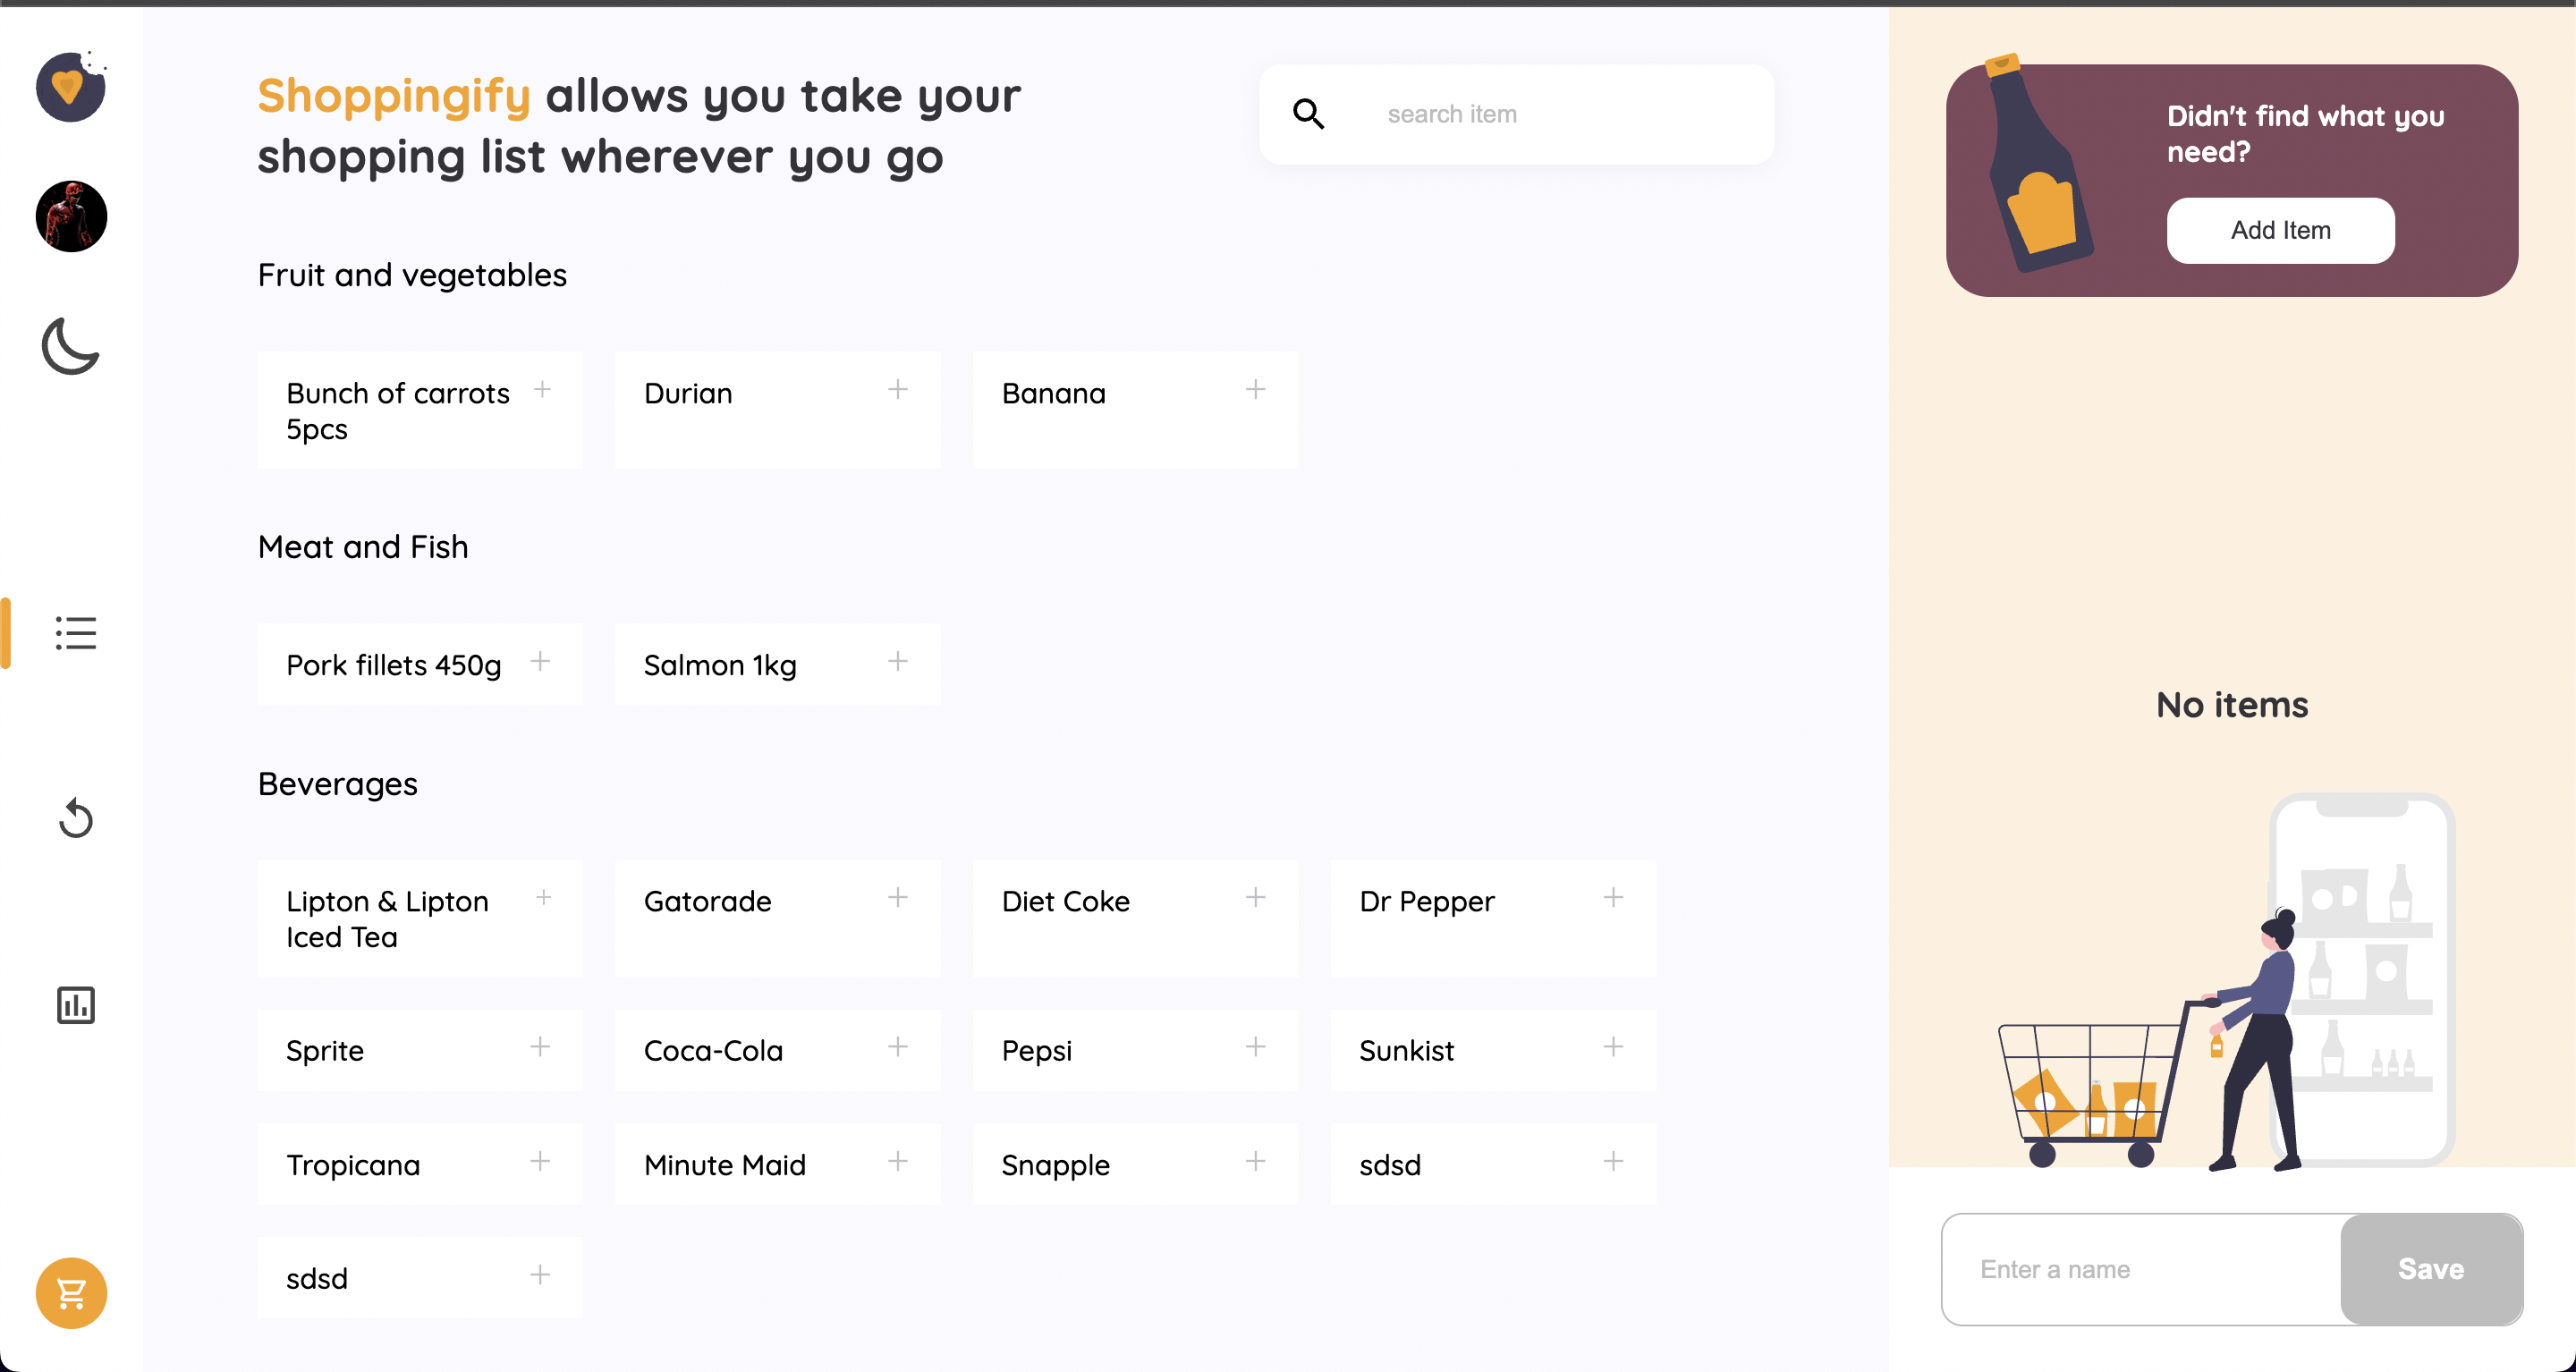 Shoppingify allows you take your
shopping list wherever you go
search item
Fruit and vegetables
Bunch of carrots
5pcs
Durian
Banana
Meat and Fish
Pork fillets 450g
Salmon 1kg
Beverages
Lipton & Lipton
Iced Tea
Gatorade
Diet Coke
Dr Pepper
Sprite
Coca-Cola
Pepsi
Sunkist
Tropicana
Minute Maid
Snapple
sdsd
sdsd
Didn't find what you
need?
Add Item
No items
Enter a name
Save